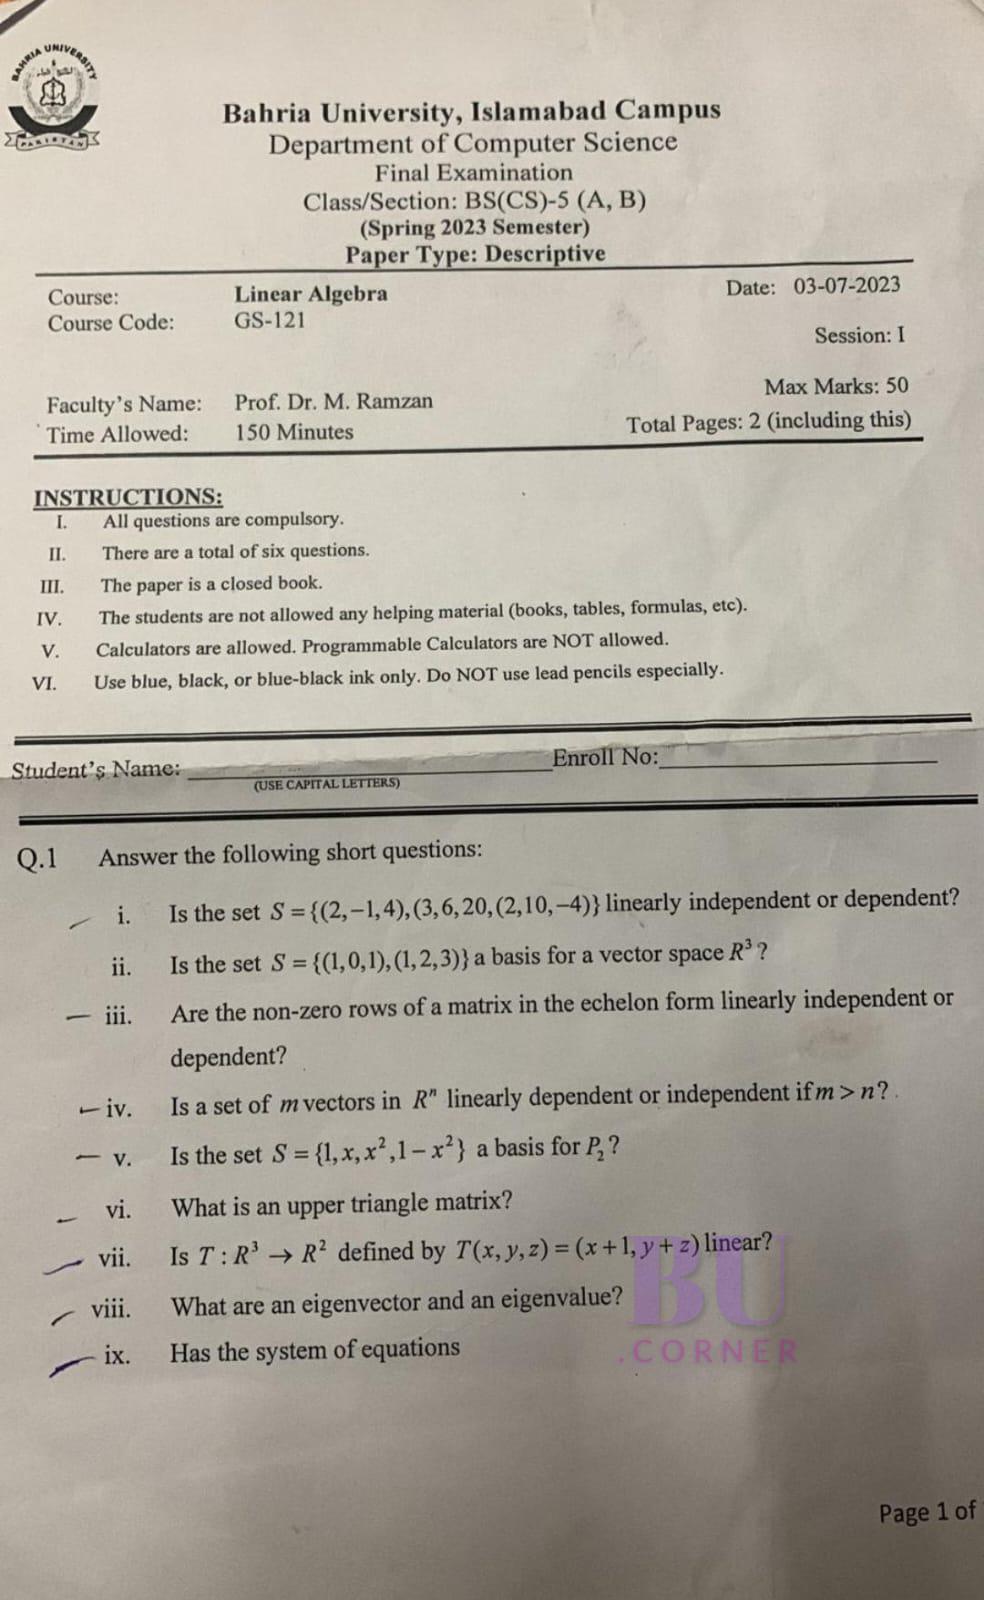 BAHRIA UNIVERSITY
PAKISTAN
Bahria University, Islamabad Campus
Department of Computer Science
Final Examination
Class/Section: BS(CS)-5 (A, B)
(Spring 2023 Semester)
Paper Type: Descriptive
Course: Linear Algebra Date: 03-07-2023
Course Code: GS-121
Session: I
Max Marks: 50
Faculty's Name: Prof. Dr. M. Ramzan
Time Allowed: 150 Minutes Total Pages: 2 (including this)
INSTRUCTIONS:
I. All questions are compulsory.
II. There are a total of six questions.
III. The paper is a closed book.
IV. The students are not allowed any helping material (books, tables, formulas, etc).
V. Calculators are allowed. Programmable Calculators are NOT allowed.
VI. Use blue, black, or blue-black ink only. Do NOT use lead pencils especially.
Student's Name: Enroll No:
(USE CAPITAL LETTERS)
Q.1 Answer the following short questions:
i. Is the set S = {(2,−1,4),(3,6,20,(2,10,−4)} linearly independent or dependent?
ii. Is the set S = {(1,0,1),(1,2,3)} a basis for a vector space R³ ?
iii. Are the non-zero rows of a matrix in the echelon form linearly independent or
dependent?
iv. Is a set of m vectors in Rⁿ linearly dependent or independent if m > n? .
v. Is the set S = {1, x, x², 1 − x²} a basis for P₂ ?
vi. What is an upper triangle matrix?
vii. Is T : R³ → R² defined by T(x, y, z) = (x + 1, y + z) linear?
viii. What are an eigenvector and an eigenvalue?
ix. Has the system of equations
BU
.CORNER
Page 1 of